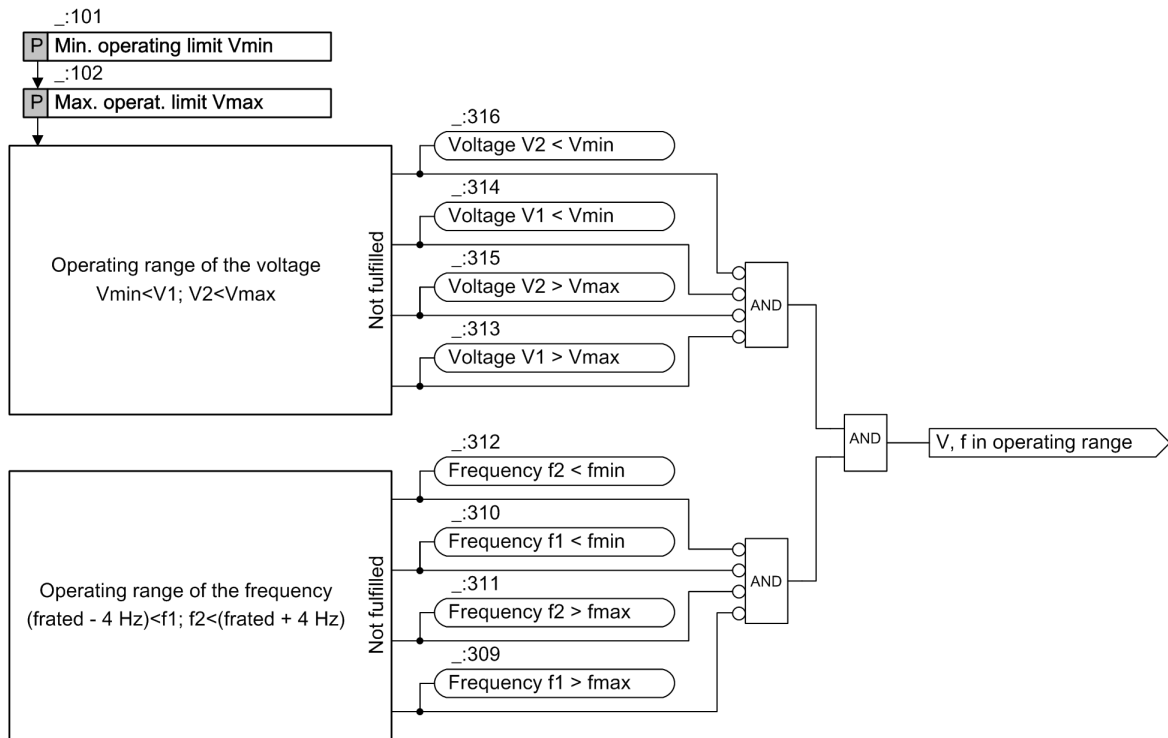 _:101
P Min. operating limit Vmin
_:102
P Max. operat. limit Vmax
Operating range of the voltage
Vmin<V1; V2<Vmax
Not fulfilled
_:316
Voltage V2 < Vmin
_:314
Voltage V1 < Vmin
_:315
Voltage V2 > Vmax
_:313
Voltage V1 > Vmax
AND
Operating range of the frequency
(frated - 4 Hz)<f1; f2<(frated + 4 Hz)
Not fulfilled
_:312
Frequency f2 < fmin
_:310
Frequency f1 < fmin
_:311
Frequency f2 > fmax
_:309
Frequency f1 > fmax
AND
AND
V, f in operating range